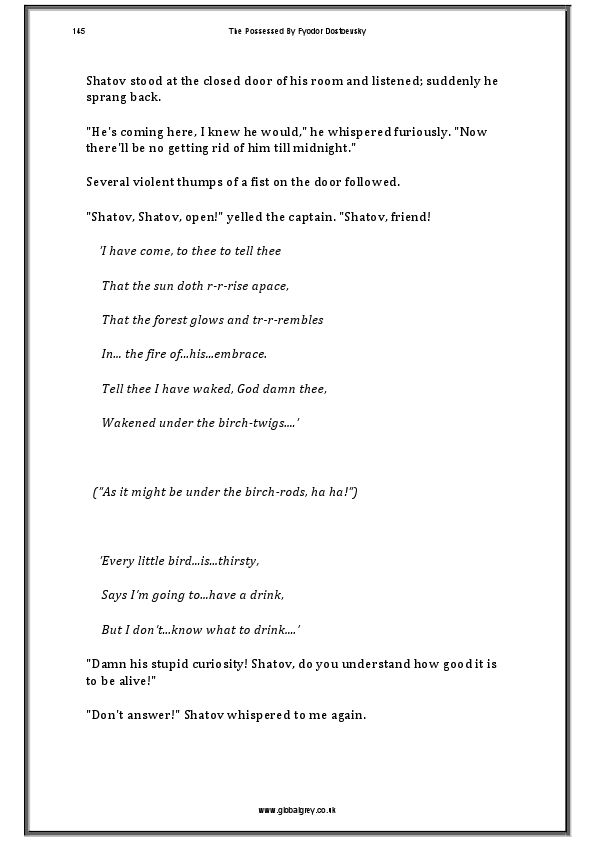 145
The Possessed By Fyodor Dostoevsky
Shatov stood at the closed door of his room and listened; suddenly he
sprang back.
"He's coming here, I knew he would," he whispered furiously. "Now
there'll be no getting rid of him till midnight."
Several violent thumps of a fist on the door followed.
"Shatov, Shatov, open!" yelled the captain. "Shatov, friend!
'I have come, to thee to tell thee
That the sun doth r-r-rise apace,
That the forest glows and tr-r-rembles
In... the fire of...his...embrace.
Tell thee I have waked, God damn thee,
Wakened under the birch-twigs....'
("As it might be under the birch-rods, ha ha!")
'Every little bird...is...thirsty,
Says I'm going to...have a drink,
But I don't...know what to drink....'
"Damn his stupid curiosity! Shatov, do you understand how good it is
to be alive!"
"Don't answer!" Shatov whispered to me again.
www.globalgrey.co.uk